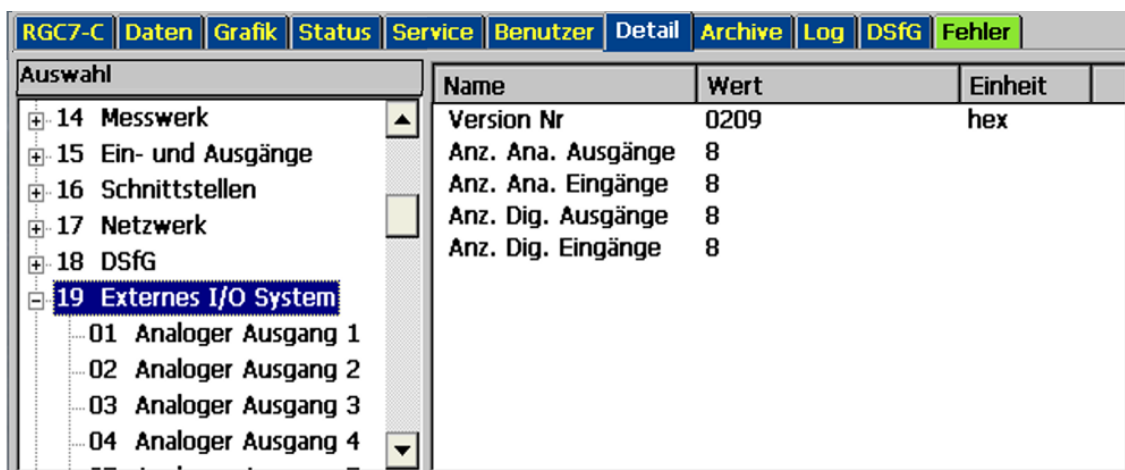 RGC7-C Daten Grafik Status Service Benutzer Detail Archive Log DSfG Fehler
Auswahl
14 Messwerk
15 Ein- und Ausgänge
16 Schnittstellen
17 Netzwerk
18 DSfG
19 Externes I/O System
01 Analoger Ausgang 1
02 Analoger Ausgang 2
03 Analoger Ausgang 3
04 Analoger Ausgang 4
Name Wert Einheit
Version Nr 0209 hex
Anz. Ana. Ausgänge 8
Anz. Ana. Eingänge 8
Anz. Dig. Ausgänge 8
Anz. Dig. Eingänge 8